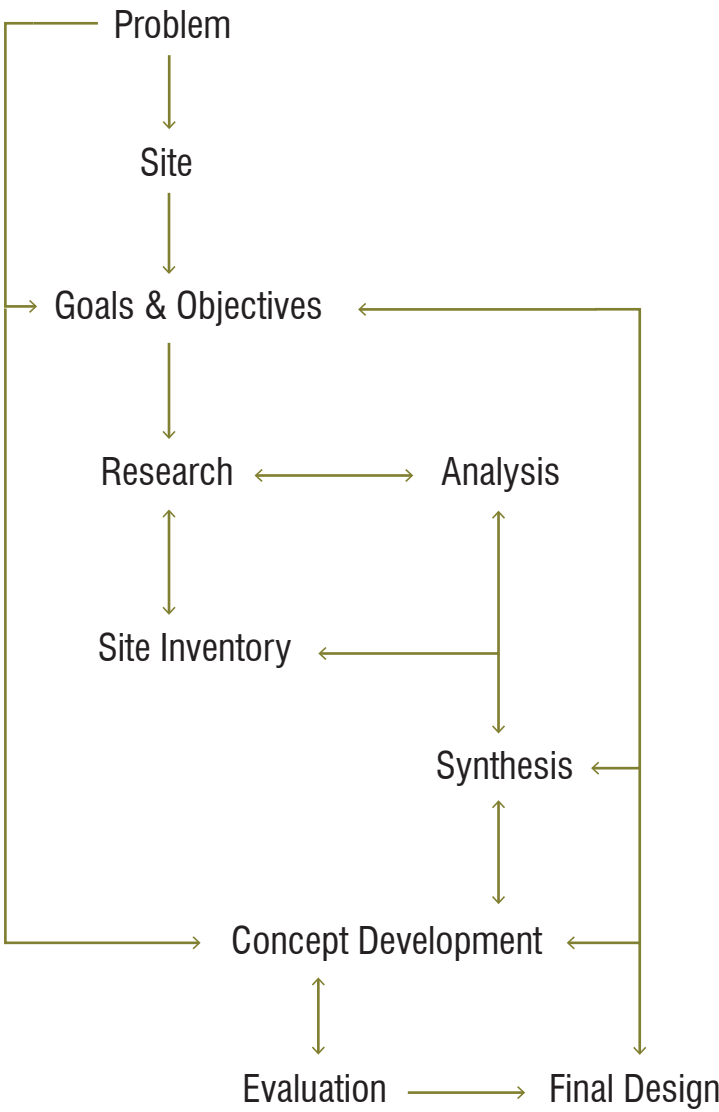 Problem
Site
Goals & Objectives
Research
Analysis
Site Inventory
Synthesis
Concept Development
Evaluation
Final Design